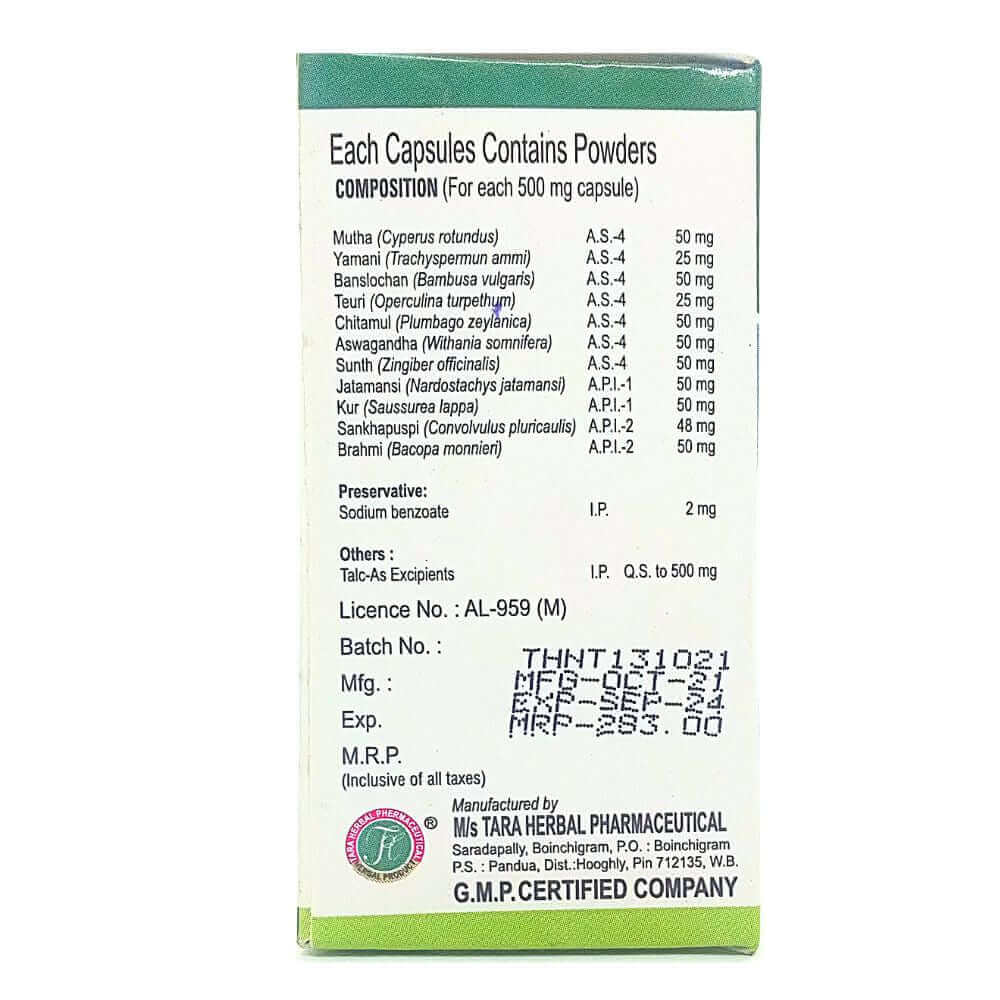 Each Capsules Contains Powders
COMPOSITION (For each 500 mg capsule)
Mutha (Cyperus rotundus) A.S.-4 50 mg
Yamani (Trachyspermun ammi) A.S.-4 25 mg
Banslochan (Bambusa vulgaris) A.S.-4 50 mg
Teuri (Operculina turpethum) A.S.-4 25 mg
Chitamul (Plumbago zeylanica) A.S.-4 50 mg
Aswagandha (Withania somnifera) A.S.-4 50 mg
Sunth (Zingiber officinalis) A.S.-4 50 mg
Jatamansi (Nardostachys jatamansi) A.P.I.-1 50 mg
Kur (Saussurea lappa) A.P.I.-1 50 mg
Sankhapuspi (Convolvulus pluricaulis) A.P.I.-2 48 mg
Brahmi (Bacopa monnieri) A.P.I.-2 50 mg
Preservative:
Sodium benzoate I.P. 2 mg
Others :
Talc-As Excipients I.P. Q.S. to 500 mg
Licence No. : AL-959 (M)
Batch No. : THNT131021
Mfg. : MFG-OCT-21
Exp. EXP-SEP-24
M.R.P. MRP-283.00
(Inclusive of all taxes)
Manufactured by
M/s TARA HERBAL PHARMACEUTICAL
Saradapally, Boinchigram, P.O. : Boinchigram
P.S. : Pandua, Dist.:Hooghly, Pin 712135, W.B.
G.M.P. CERTIFIED COMPANY
TARA HERBAL PHERMACEUTICAL
HERBAL PRODUCT
®